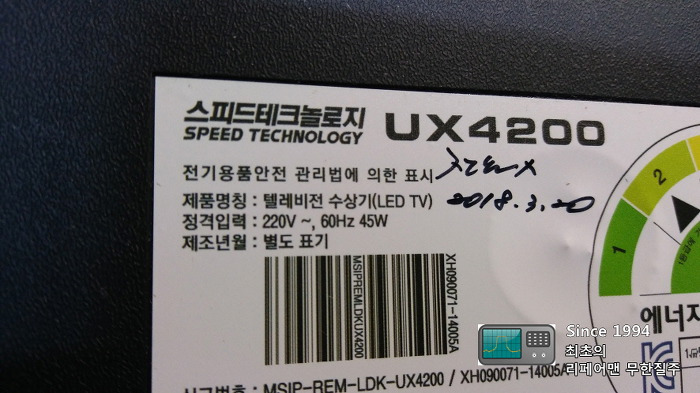 스피드테크놀로지
SPEED TECHNOLOGY
UX4200
전기용품안전 관리법에 의한 표시
제품명칭 : 텔레비전 수상기(LED TV)
2018.3.20
정격입력 : 220V ~, 60Hz 45W
제조년월 : 별도 표기
MSIPREMLDKUX4200
XH090071-14005A
1
2
에너지
MSIP-REM-LDK-UX4200 / XH090071-14005A
Since 1994
최초의
리페어맨 무한질주